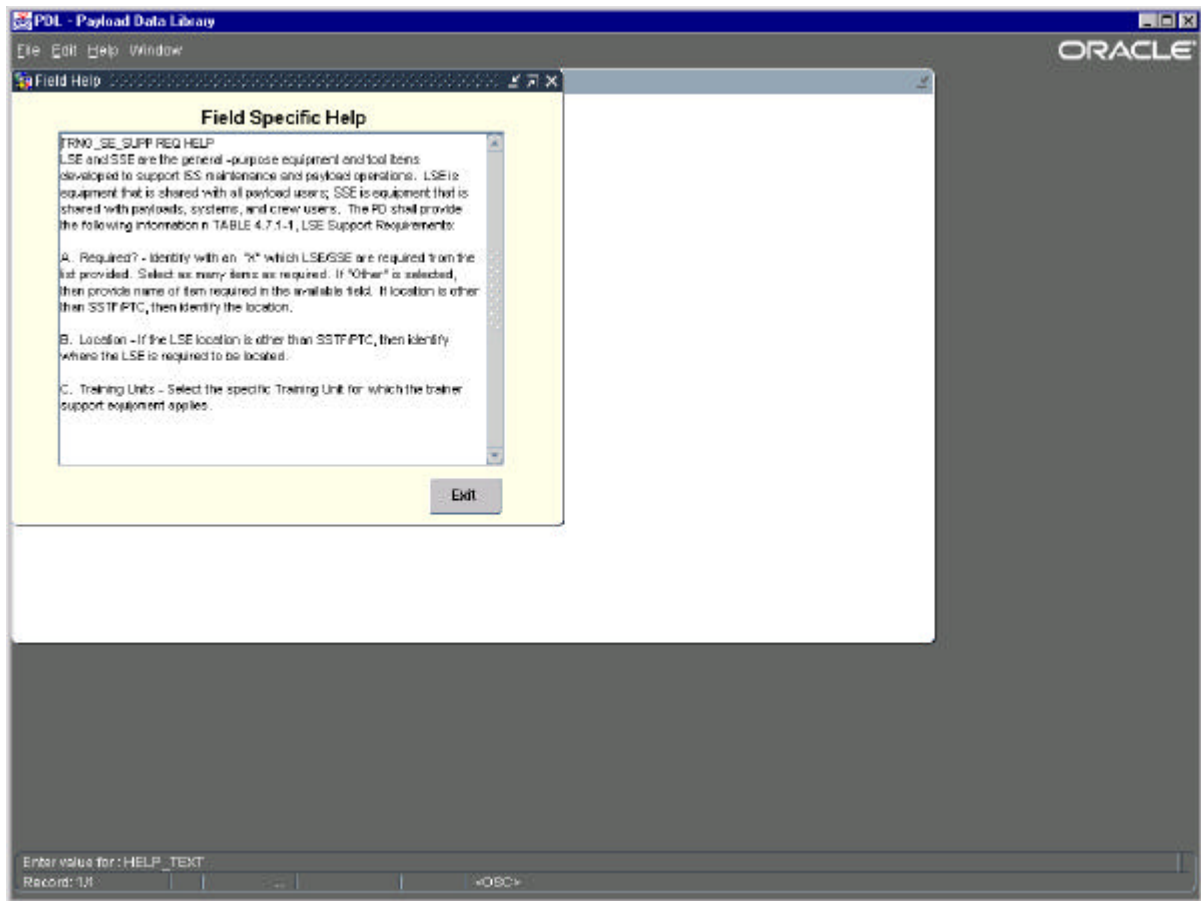 PDL - Payload Data Library
File Edit Help Window
ORACLE
Field Help
Field Specific Help
TRNG_SE_SUPP REQ HELP
LSE and SSE are the general -purpose equipment and tool items
developed to support ISS maintenance and payload operations. LSE is
equipment that is shared with all payload users; SSE is equipment that is
shared with payloads, systems, and crew users. The PD shall provide
the following information n TABLE 4.7.1-1, LSE Support Requirements:
A. Required? - Identify with an "X" which LSE/SSE are required from the
list provided. Select as many items as required. If "Other" is selected,
then provide name of item required in the available field. If location is other
than SSTF/PTC, then identify the location.
B. Location - If the LSE location is other than SSTF/PTC, then identify
where the LSE is required to be located.
C. Training Units - Select the specific Training Unit for which the trainer
support equipment applies.
Exit
Enter value for : HELP_TEXT
Record: 1/1 ... <OSC>